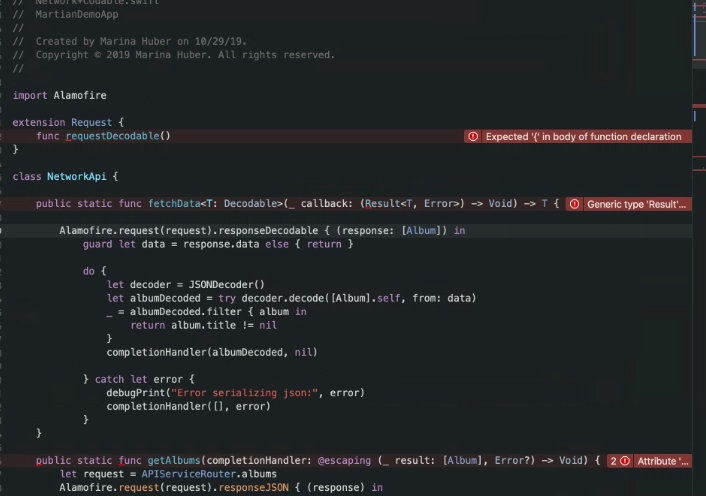 // Network+Codable.swift
// MartianDemoApp
//
// Created by Marina Huber on 10/29/19.
// Copyright © 2019 Marina Huber. All rights reserved.
//
import Alamofire
extension Request {
func requestDecodable()
Expected '{' in body of function declaration
}
class NetworkApi {
public static func fetchData<T: Decodable>(_ callback: (Result<T, Error>) -> Void) -> T {
Generic type 'Result'...
Alamofire.request(request).responseDecodable { (response: [Album]) in
guard let data = response.data else { return }
do {
let decoder = JSONDecoder()
let albumDecoded = try decoder.decode([Album].self, from: data)
_ = albumDecoded.filter { album in
return album.title != nil
}
completionHandler(albumDecoded, nil)
} catch let error {
debugPrint("Error serializing json:", error)
completionHandler([], error)
}
}
public static func getAlbums(completionHandler: @escaping (_ result: [Album], Error?) -> Void) {
2 Attribute '...
let request = APIServiceRouter.albums
Alamofire.request(request).responseJSON { (response) in